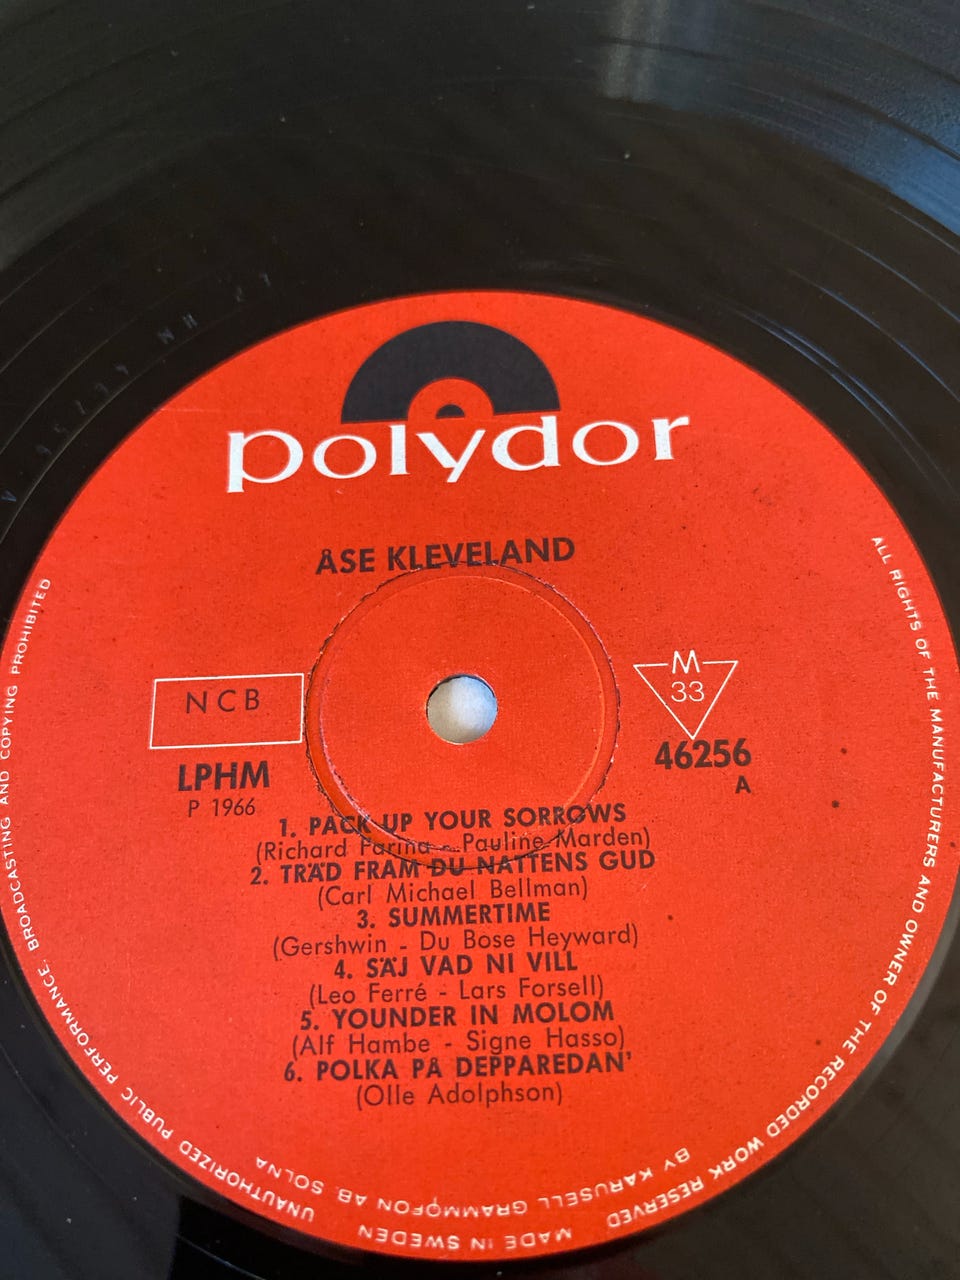 polydor
ÅSE KLEVELAND
NCB
LPHM
P 1966
M
33
46256
A
1. PACK UP YOUR SORROWS
(Richard Farina - Pauline Marden)
2. TRÄD FRAM DU NATTENS GUD
(Carl Michael Bellman)
3. SUMMERTIME
(Gershwin - Du Bose Heyward)
4. SÄJ VAD NI VILL
(Leo Ferré - Lars Forsell)
5. YOUNDER IN MOLOM
(Alf Hambe - Signe Hasso)
6. POLKA PÅ DEPPAREDAN'
(Olle Adolphson)
ALL RIGHTS OF THE MANUFACTURERS AND OWNER OF THE RECORDED WORK RESERVED
UNAUTHORIZED PUBLIC PERFORMANCE, BROADCASTING AND COPYING PROHIBITED
BY KARUSELL GRAMMOFON AB. SOLNA
MADE IN SWEDEN